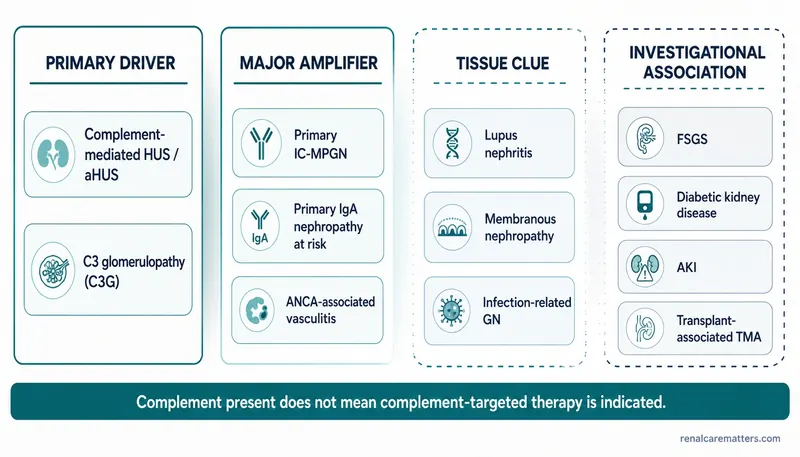 PRIMARY DRIVER
Complement-
mediated HUS /
aHUS
C3 glomerulopathy
(C3G)
MAJOR AMPLIFIER
Primary
IC-MPGN
IgA
Primary IgA
nephropathy
at risk
ANCA-associated
vasculitis
TISSUE CLUE
Lupus
nephritis
Membranous
nephropathy
Infection-related
GN
INVESTIGATIONAL
ASSOCIATION
FSGS
Diabetic kidney
disease
AKI
Transplant-
associated TMA
Complement present does not mean complement-targeted therapy is indicated.
renalcarematters.com